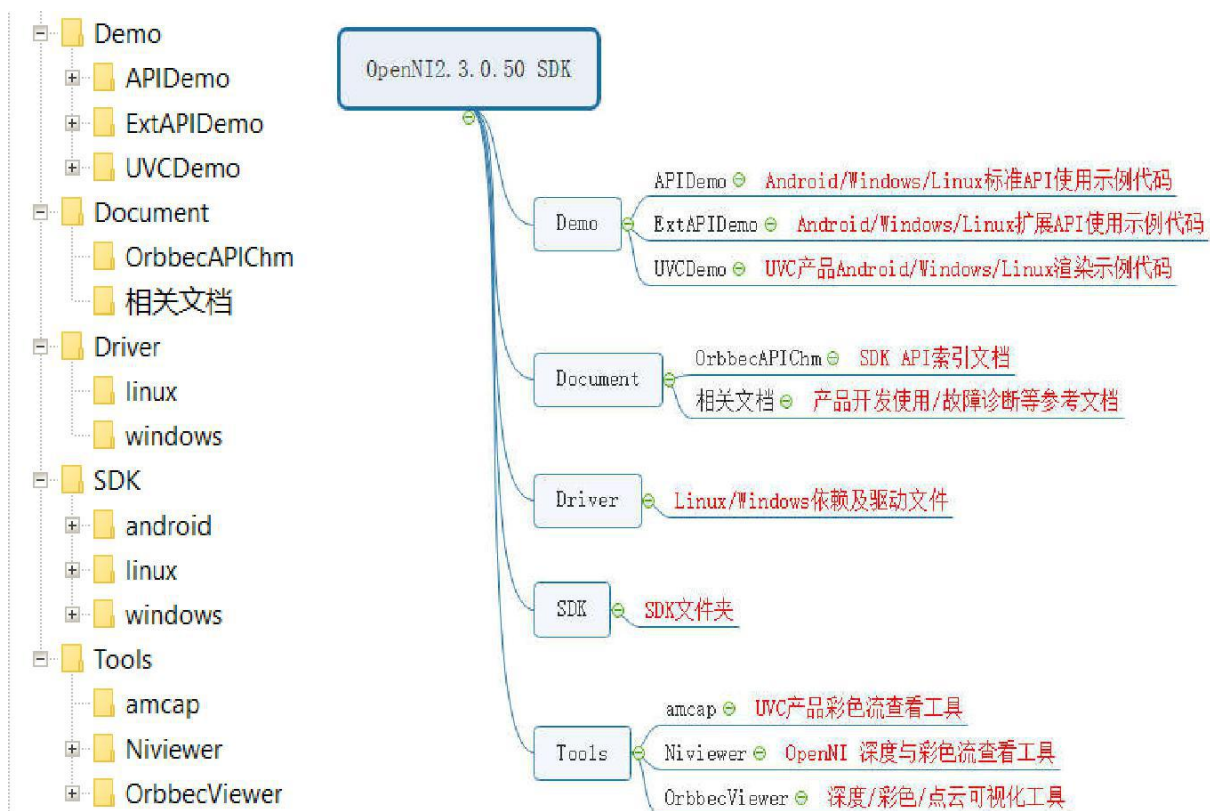 Demo
APIDemo
ExtAPIDemo
UVCDemo
Document
OrbbecAPIChm
相关文档
Driver
linux
windows
SDK
android
linux
windows
Tools
amcap
Niviewer
OrbbecViewer
OpenNI2.3.0.50 SDK
Demo
APIDemo Android/Windows/Linux标准API使用示例代码
ExtAPIDemo Android/Windows/Linux扩展API使用示例代码
UVCDemo UVC产品Android/Windows/Linux渲染示例代码
Document
OrbbecAPIChm SDK API索引文档
相关文档 产品开发使用/故障诊断等参考文档
Driver
Linux/Windows依赖及驱动文件
SDK
SDK文件夹
Tools
amcap UVC产品彩色流查看工具
Niviewer OpenNI 深度与彩色流查看工具
OrbbecViewer 深度/彩色/点云可视化工具